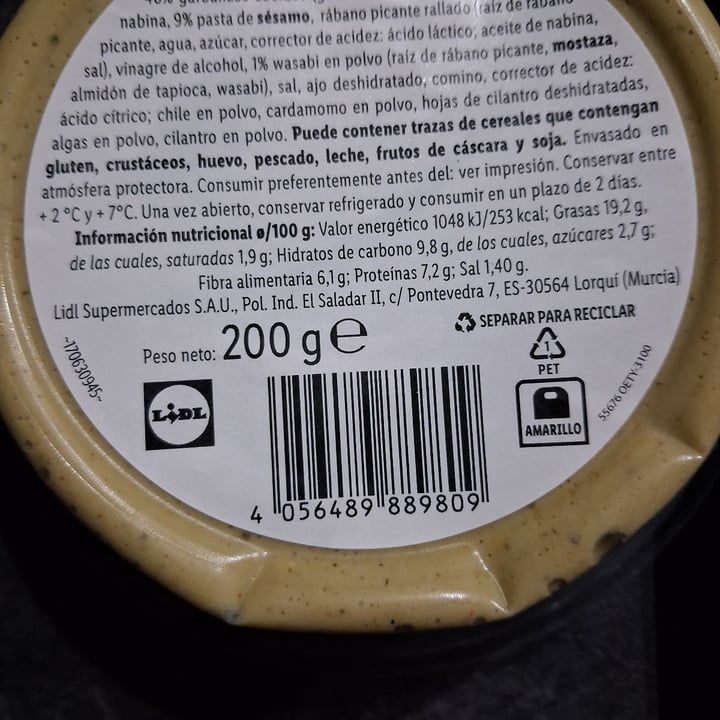 nabina, 9% pasta de sésamo, rábano picante rallado (raíz de rábano
picante, agua, azúcar, corrector de acidez: ácido láctico; aceite de nabina,
sal), vinagre de alcohol, 1% wasabi en polvo (raíz de rábano picante, mostaza,
almidón de tapioca, wasabi), sal, ajo deshidratado, comino, corrector de acidez:
ácido cítrico; chile en polvo, cardamomo en polvo, hojas de cilantro deshidratadas,
algas en polvo, cilantro en polvo. Puede contener trazas de cereales que contengan
gluten, crustáceos, huevo, pescado, leche, frutos de cáscara y soja. Envasado en
atmósfera protectora. Consumir preferentemente antes del: ver impresión. Conservar entre
+ 2 °C y + 7°C. Una vez abierto, conservar refrigerado y consumir en un plazo de 2 días.
Información nutricional ø/100 g: Valor energético 1048 kJ/253 kcal; Grasas 19,2 g,
de las cuales, saturadas 1,9 g; Hidratos de carbono 9,8 g, de los cuales, azúcares 2,7 g;
Fibra alimentaria 6,1 g; Proteínas 7,2 g; Sal 1,40 g.
Lidl Supermercados S.A.U., Pol. Ind. El Saladar II, c/ Pontevedra 7, ES-30564 Lorquí (Murcia)
SEPARAR PARA RECICLAR
Peso neto: 200 g e
1
PET
~170630945~
LIDL
AMARILLO
55676 OETY-3100
4 056489 889809